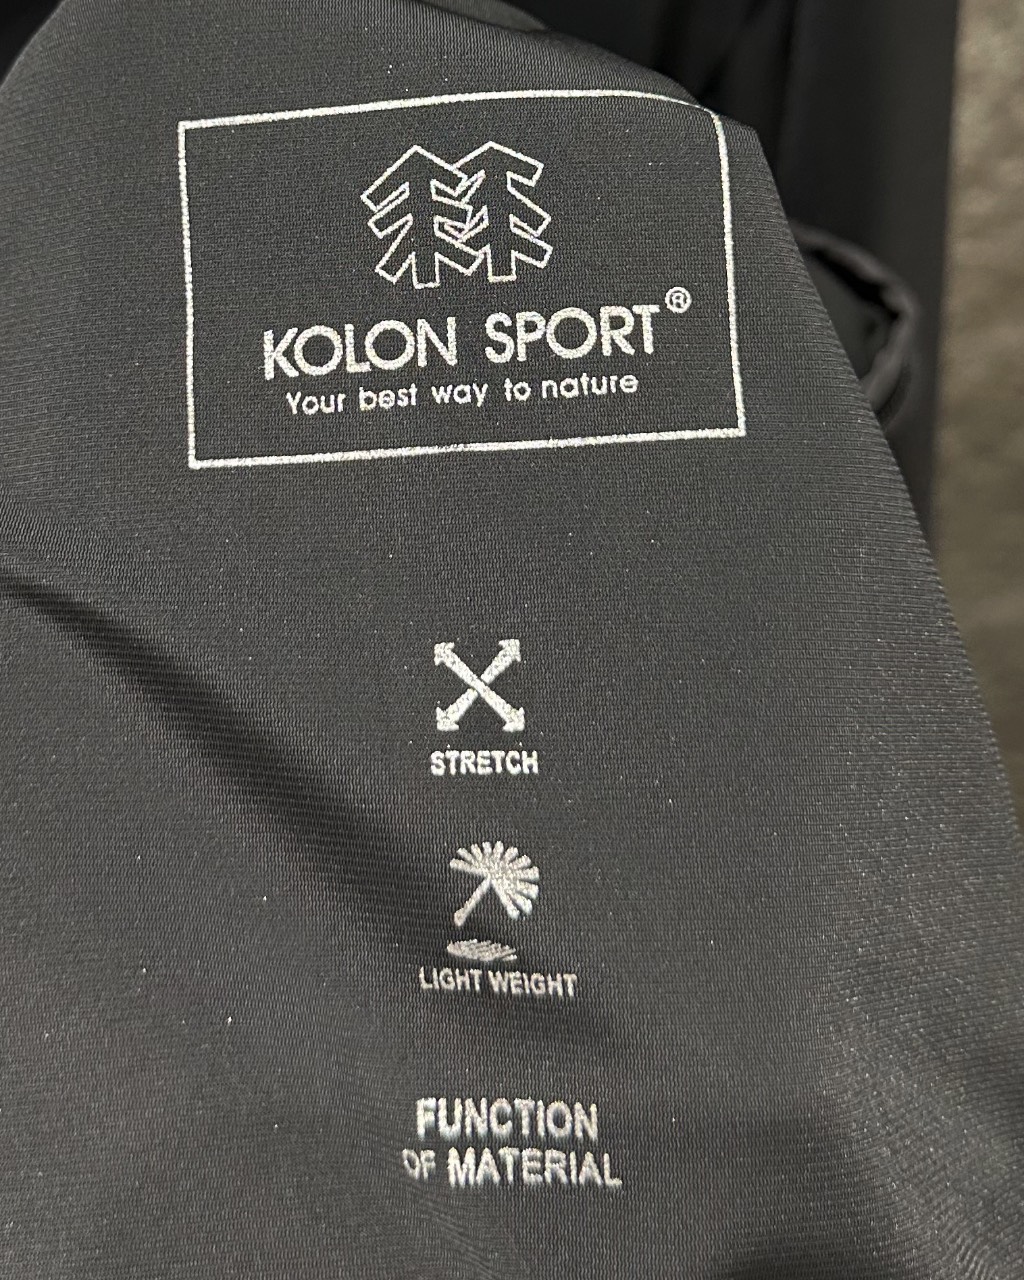 KOLON SPORT®
Your best way to nature
STRETCH
LIGHT WEIGHT
FUNCTION
OF MATERIAL